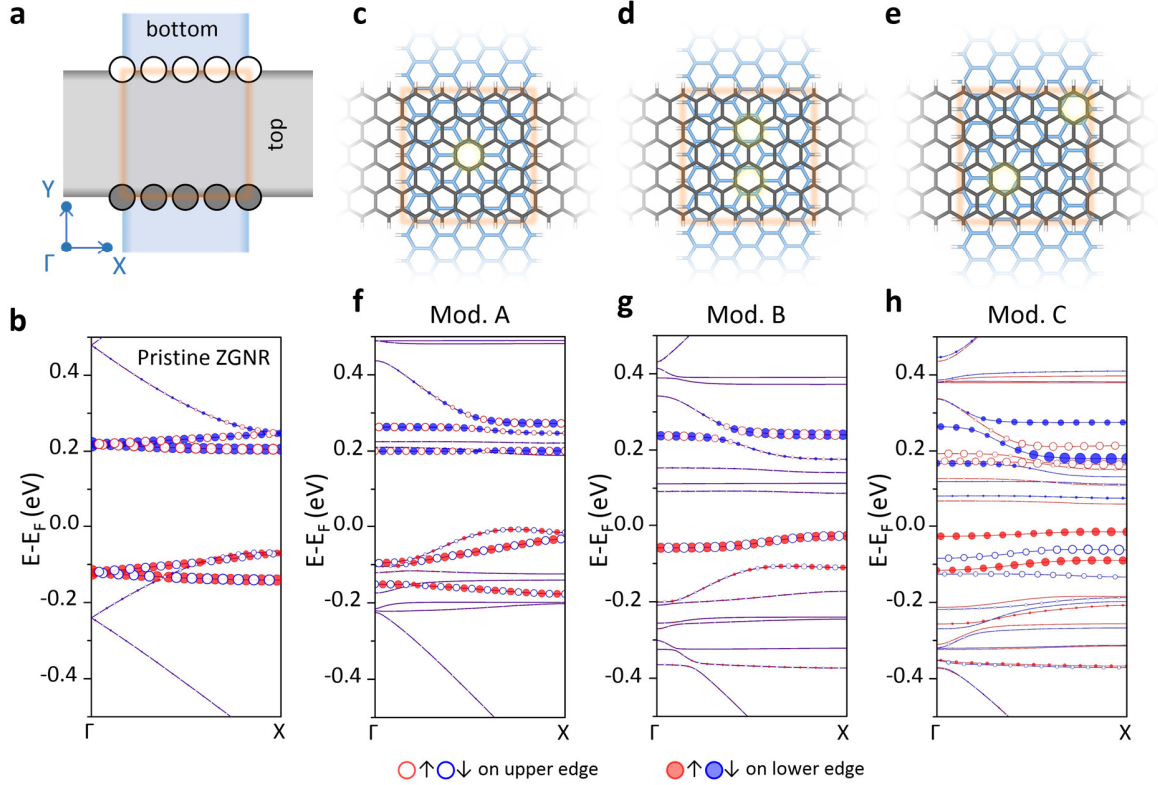 a
bottom
top
Y
Γ
X
c
d
e
b
Pristine ZGNR
E-E_F (eV)
0.4
0.2
0.0
-0.2
-0.4
Γ
X
f
Mod. A
E-E_F (eV)
0.4
0.2
0.0
-0.2
-0.4
Γ
X
g
Mod. B
E-E_F (eV)
0.4
0.2
0.0
-0.2
-0.4
Γ
X
h
Mod. C
E-E_F (eV)
0.4
0.2
0.0
-0.2
-0.4
Γ
X
↑ ↓ on upper edge
↑ ↓ on lower edge